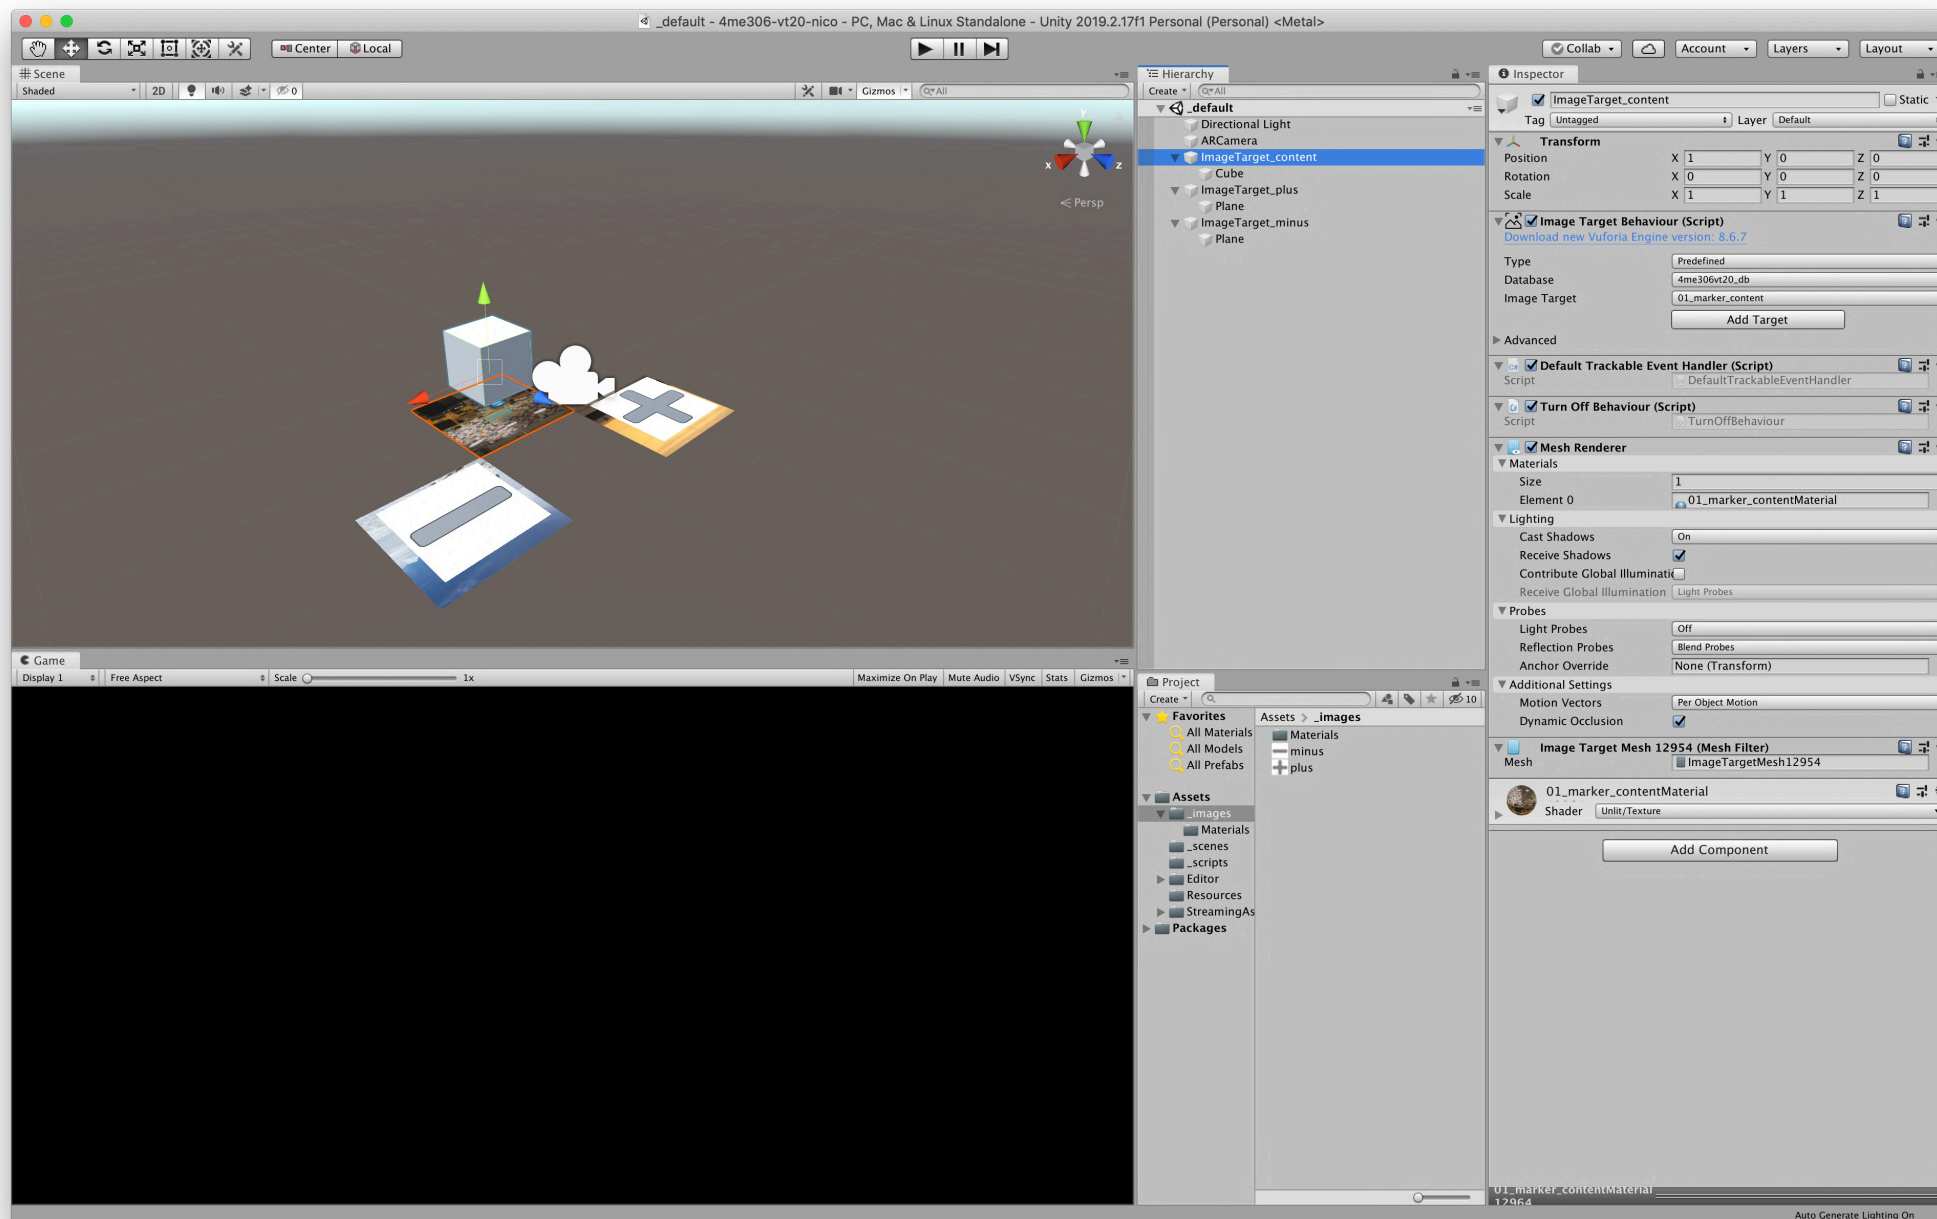 _default - 4me306-vt20-nico - PC, Mac & Linux Standalone - Unity 2019.2.17f1 Personal (Personal) <Metal>
Center Local
Collab Account Layers Layout
Scene
Shaded 2D 0 Gizmos All
y x z
Persp
Game
Display 1 Free Aspect Scale 1x Maximize On Play Mute Audio VSync Stats Gizmos
Hierarchy
Create All
_default
Directional Light
ARCamera
ImageTarget_content
Cube
ImageTarget_plus
Plane
ImageTarget_minus
Plane
Project
Create 10
Favorites
All Materials
All Models
All Prefabs
Assets
_images
Materials
_scenes
_scripts
Editor
Resources
StreamingAs
Packages
Assets > _images
Materials
minus
plus
Inspector
ImageTarget_content Static
Tag Untagged Layer Default
Transform
Position X 1 Y 0 Z 0
Rotation X 0 Y 0 Z 0
Scale X 1 Y 1 Z 1
Image Target Behaviour (Script)
Download new Vuforia Engine version: 8.6.7
Type Predefined
Database 4me306vt20_db
Image Target 01_marker_content
Add Target
Advanced
Default Trackable Event Handler (Script)
Script DefaultTrackableEventHandler
Turn Off Behaviour (Script)
Script TurnOffBehaviour
Mesh Renderer
Materials
Size 1
Element 0 01_marker_contentMaterial
Lighting
Cast Shadows On
Receive Shadows
Contribute Global Illuminati
Receive Global Illumination Light Probes
Probes
Light Probes Off
Reflection Probes Blend Probes
Anchor Override None (Transform)
Additional Settings
Motion Vectors Per Object Motion
Dynamic Occlusion
Image Target Mesh 12954 (Mesh Filter)
Mesh ImageTargetMesh12954
01_marker_contentMaterial
Shader Unlit/Texture
Add Component
01_marker_contentMaterial
12964
Auto Generate Lighting On